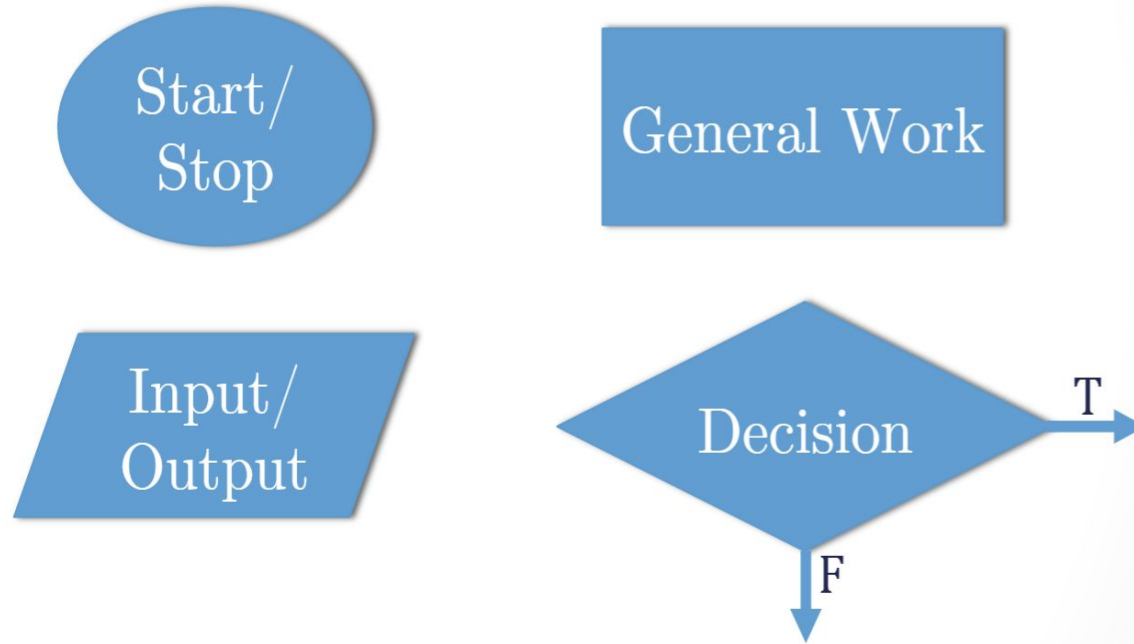 Start/
Stop
General Work
Input/
Output
Decision
T
F